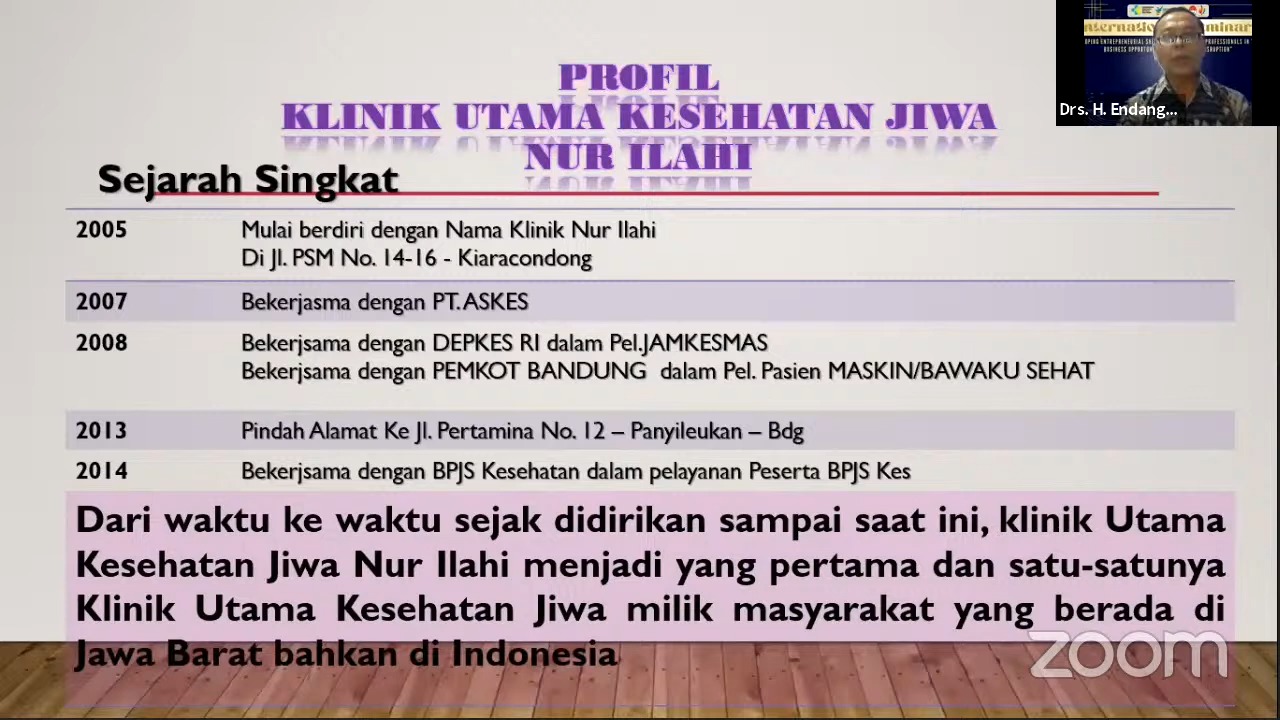 PROFIL
KLINIK UTAMA KESEHATAN JIWA
NUR ILAHI
Sejarah Singkat
2005 Mulai berdiri dengan Nama Klinik Nur Ilahi
Di Jl. PSM No. 14-16 - Kiaracondong
2007 Bekerjasma dengan PT. ASKES
2008 Bekerjsama dengan DEPKES RI dalam Pel.JAMKESMAS
Bekerjsama dengan PEMKOT BANDUNG dalam Pel. Pasien MASKIN/BAWAKU SEHAT
2013 Pindah Alamat Ke Jl. Pertamina No. 12 – Panyileukan – Bdg
2014 Bekerjsama dengan BPJS Kesehatan dalam pelayanan Peserta BPJS Kes
Dari waktu ke waktu sejak didirikan sampai saat ini, klinik Utama
Kesehatan Jiwa Nur Ilahi menjadi yang pertama dan satu-satunya
Klinik Utama Kesehatan Jiwa milik masyarakat yang berada di
Jawa Barat bahkan di Indonesia
Drs. H. Endang...
zoom